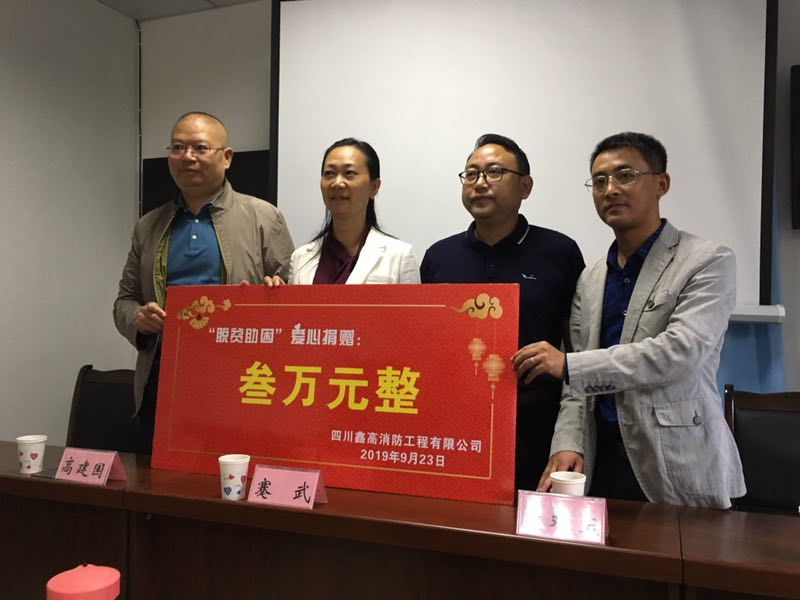 “脱贫助困”爱心捐赠：
叁万元整
四川鑫高消防工程有限公司
2019年9月23日
高建国
骞 武